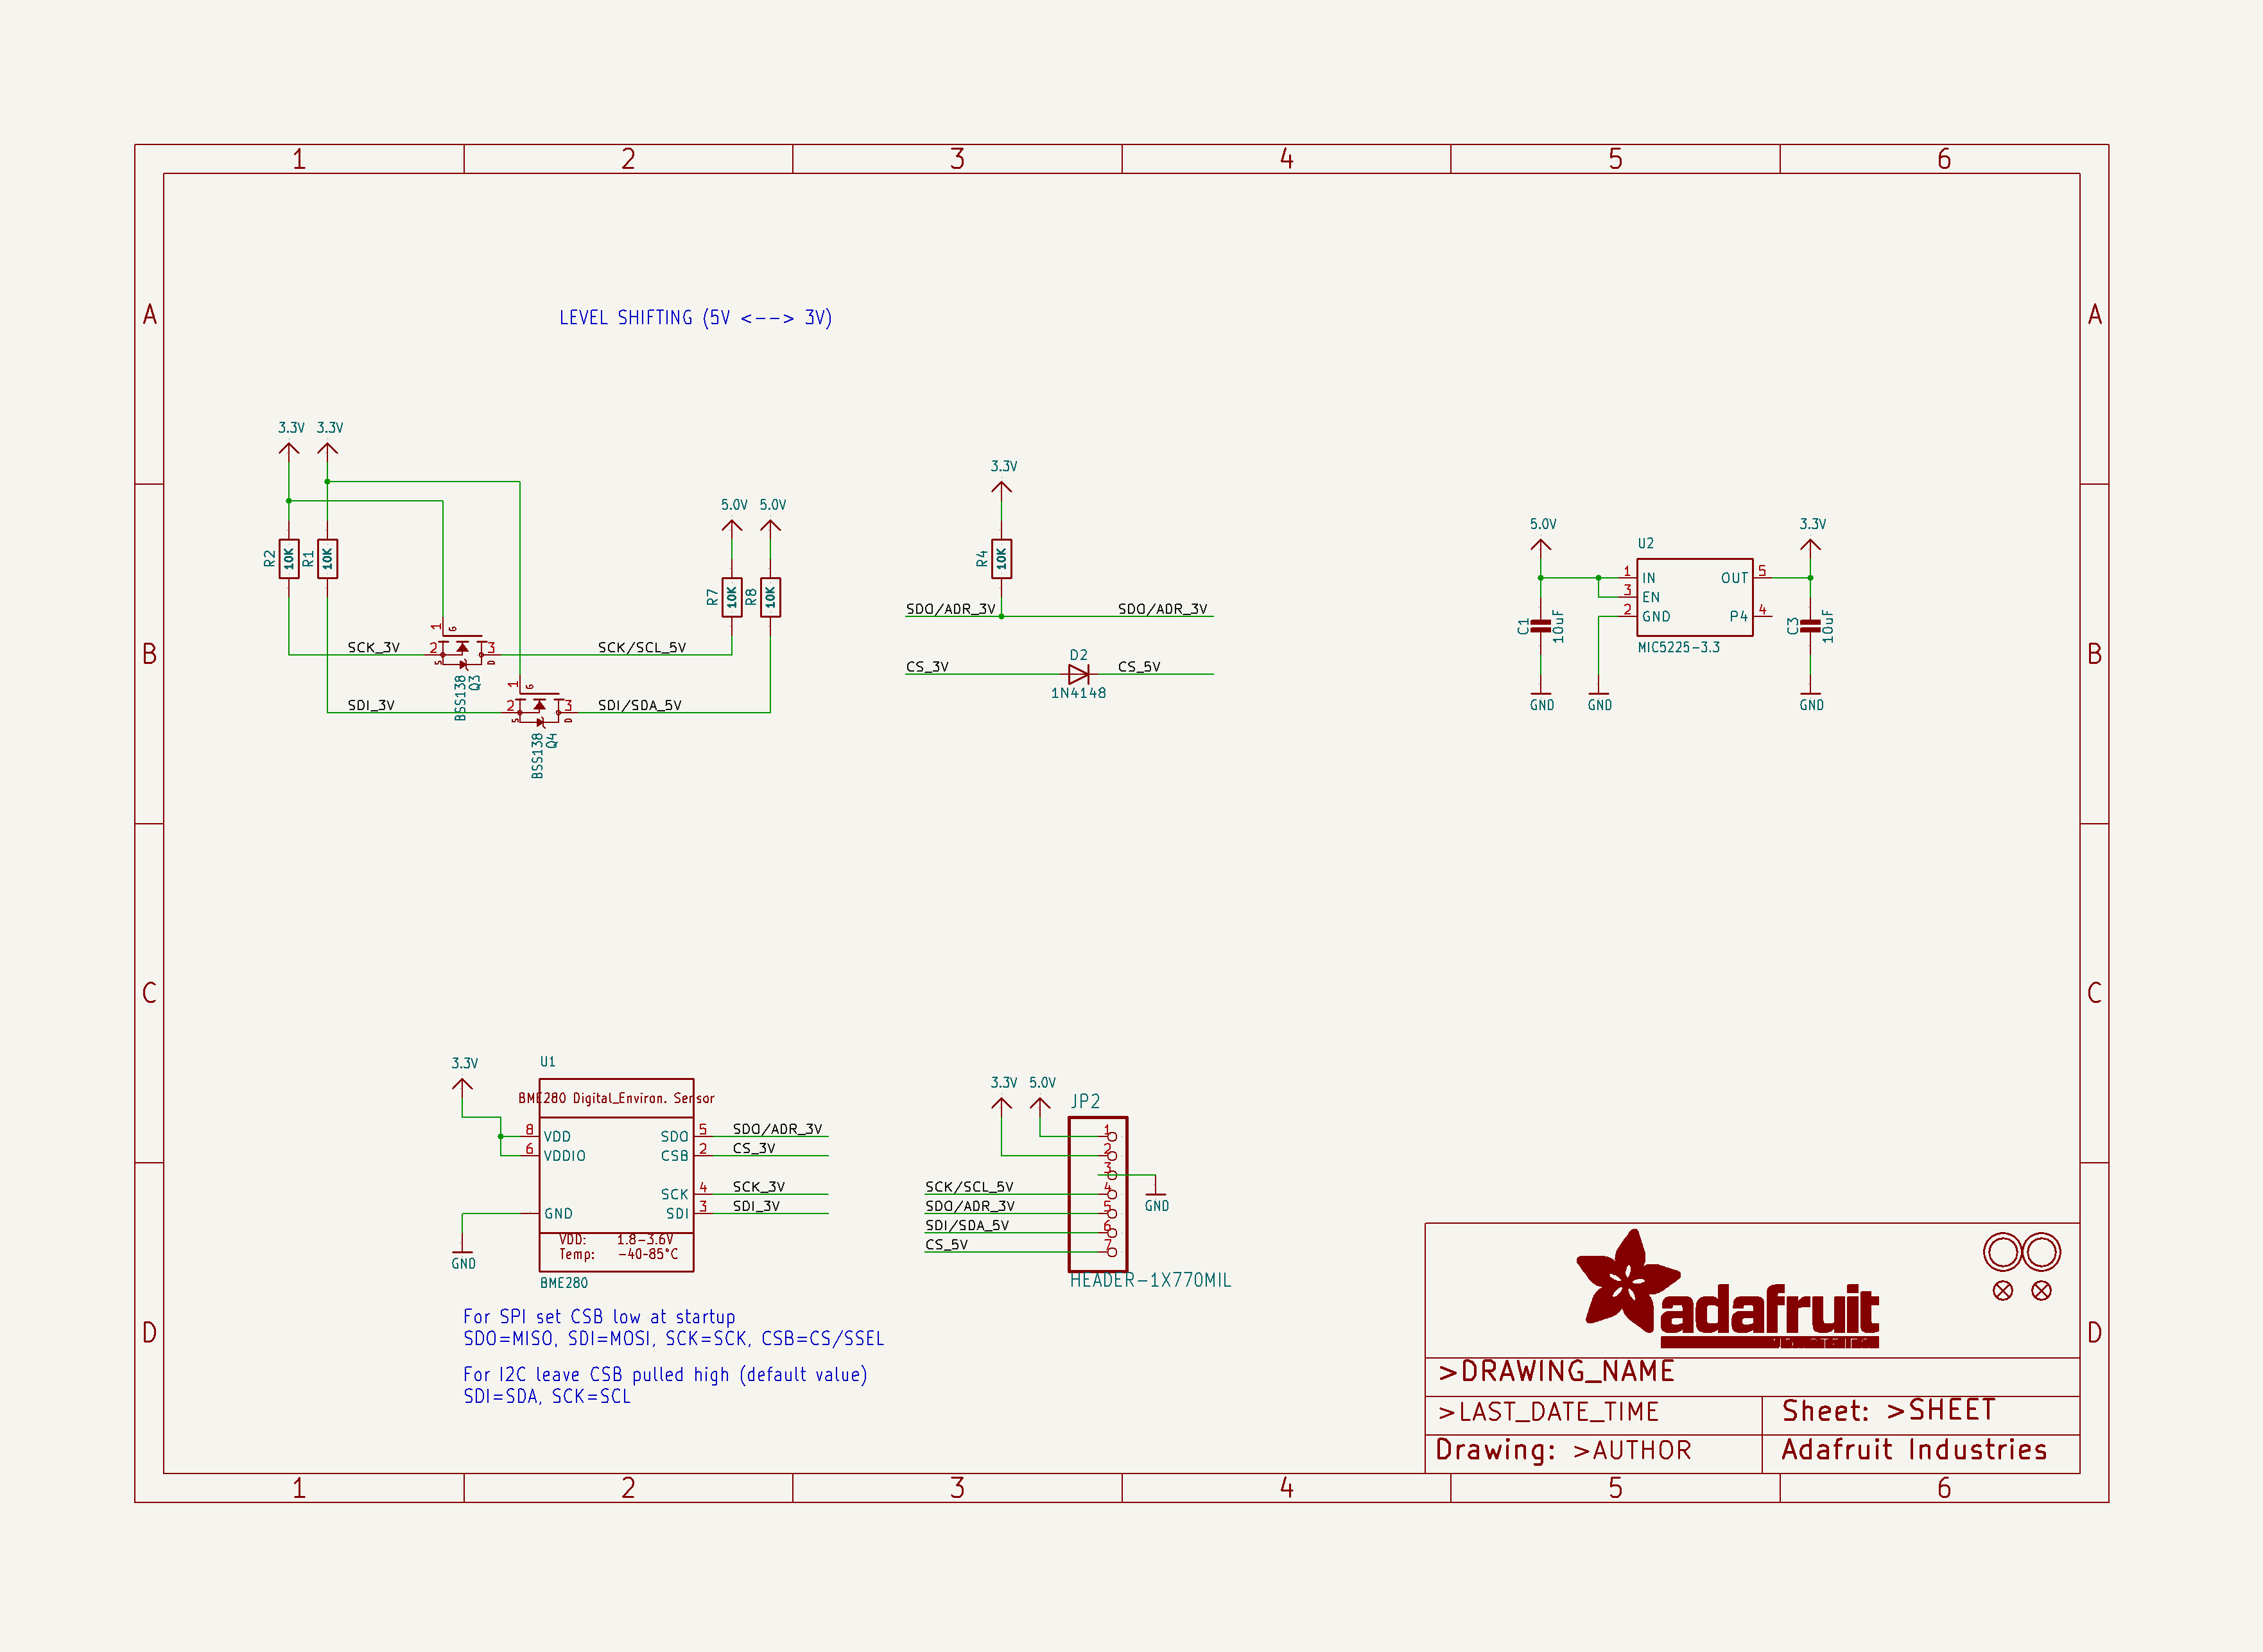 1 2 3 4 5 6
A A
LEVEL SHIFTING (5V <--> 3V)
3.3V 3.3V
3.3V
5.0V 5.0V
5.0V 3.3V
R2 10K R1 10K
R7 10K R8 10K
R4 10K
SDO/ADR_3V SDO/ADR_3V
U2
1 IN OUT 5
3 EN
2 GND P4 4
MIC5225-3.3
C1 10uF
C3 10uF
B B
SCK_3V 2 1 3 SCK/SCL_5V
G S D
BSS138
Q3
SDI_3V 2 1 3 SDI/SDA_5V
G S D
BSS138
Q4
CS_3V D2 CS_5V
1N4148
GND GND GND
C C
3.3V U1
BME280 Digital_Environ. Sensor
8 VDD SDO 5 SDO/ADR_3V
6 VDDIO CSB 2 CS_3V
SCK 4 SCK_3V
GND SDI 3 SDI_3V
VDD: 1.8-3.6V
Temp: -40-85°C
GND
BME280
3.3V 5.0V JP2
1
2
3
SCK/SCL_5V 4
SDO/ADR_3V 5
SDI/SDA_5V 6
CS_5V 7
GND
HEADER-1X770MIL
For SPI set CSB low at startup
SDO=MISO, SDI=MOSI, SCK=SCK, CSB=CS/SSEL
For I2C leave CSB pulled high (default value)
SDI=SDA, SCK=SCL
D D
adafruit
>DRAWING_NAME
>LAST_DATE_TIME Sheet: >SHEET
Drawing: >AUTHOR Adafruit Industries
1 2 3 4 5 6